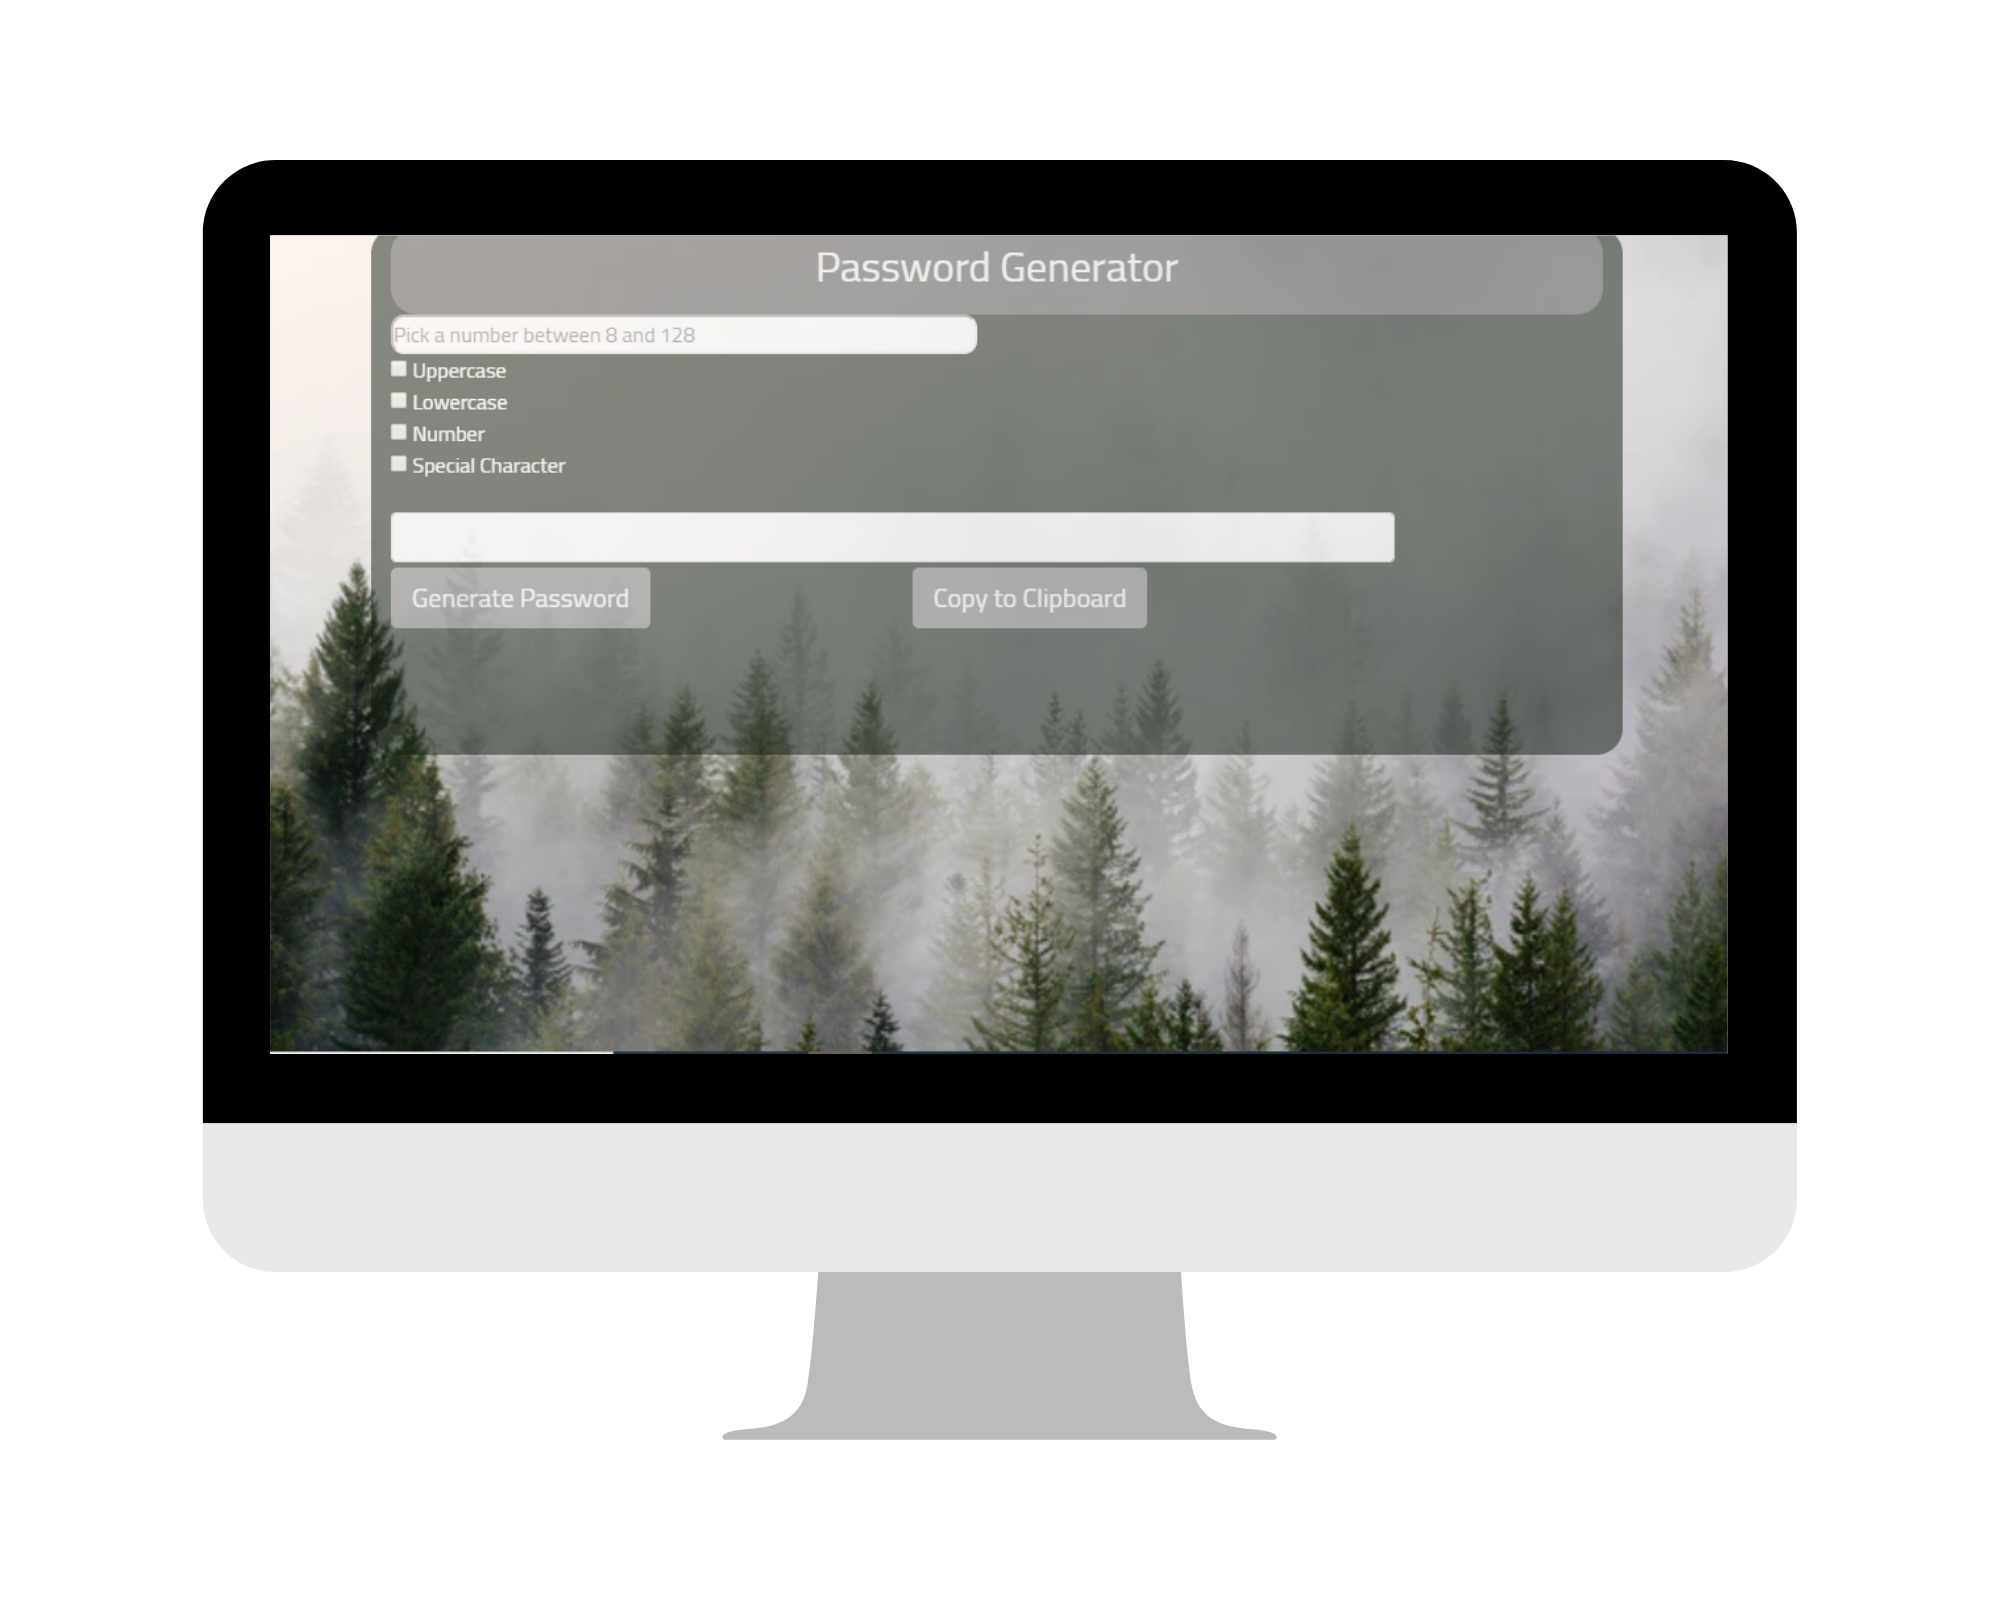 Password Generator
Pick a number between 8 and 128
Uppercase
Lowercase
Number
Special Character
Generate Password
Copy to Clipboard